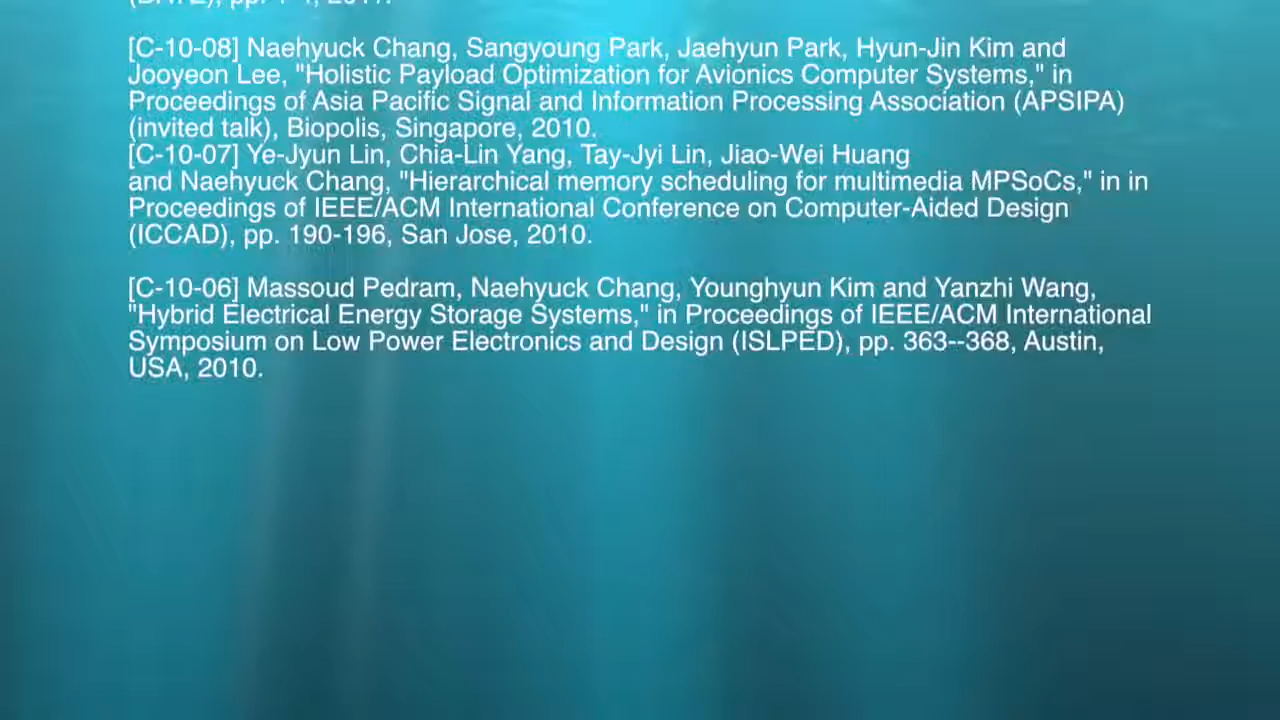 [C-10-08] Naehyuck Chang, Sangyoung Park, Jaehyun Park, Hyun-Jin Kim and
Jooyeon Lee, "Holistic Payload Optimization for Avionics Computer Systems," in
Proceedings of Asia Pacific Signal and Information Processing Association (APSIPA)
(invited talk), Biopolis, Singapore, 2010.
[C-10-07] Ye-Jyun Lin, Chia-Lin Yang, Tay-Jyi Lin, Jiao-Wei Huang
and Naehyuck Chang, "Hierarchical memory scheduling for multimedia MPSoCs," in in
Proceedings of IEEE/ACM International Conference on Computer-Aided Design
(ICCAD), pp. 190-196, San Jose, 2010.
[C-10-06] Massoud Pedram, Naehyuck Chang, Younghyun Kim and Yanzhi Wang,
"Hybrid Electrical Energy Storage Systems," in Proceedings of IEEE/ACM International
Symposium on Low Power Electronics and Design (ISLPED), pp. 363--368, Austin,
USA, 2010.